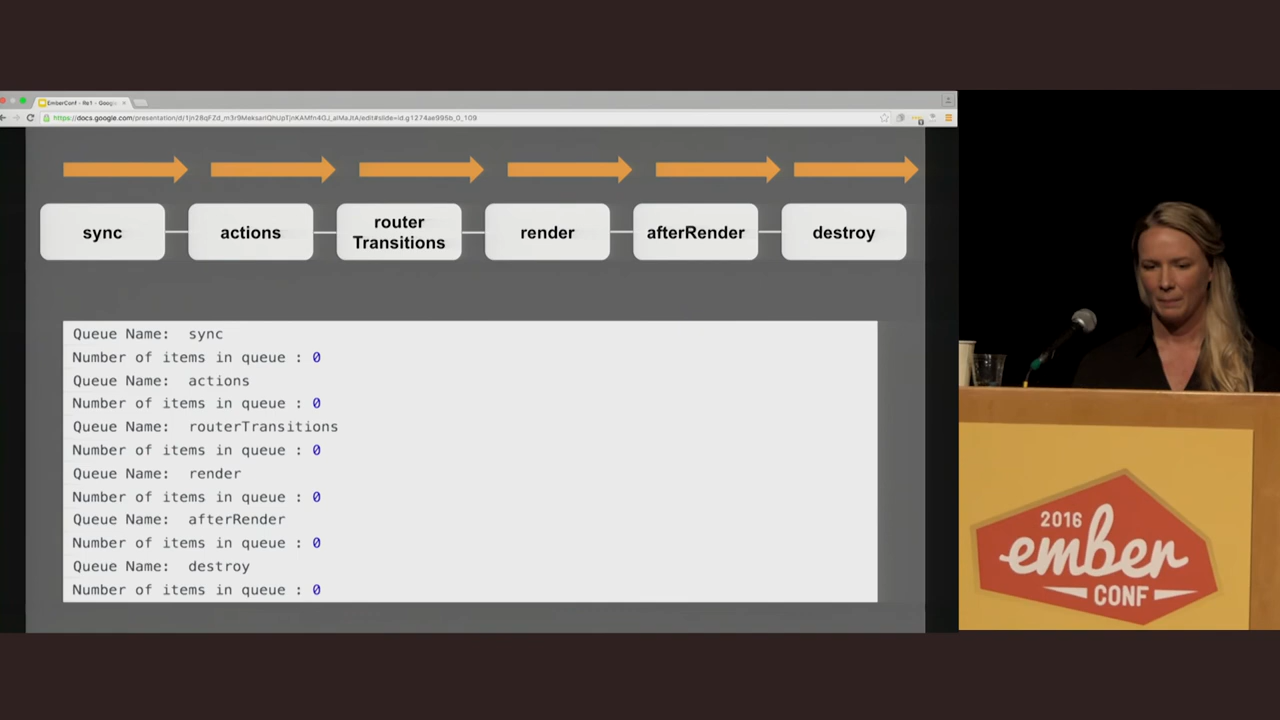 EmberConf - Re1 - Google
sync
actions
router
Transitions
render
afterRender
destroy
Queue Name: sync
Number of items in queue : 0
Queue Name: actions
Number of items in queue : 0
Queue Name: routerTransitions
Number of items in queue : 0
Queue Name: render
Number of items in queue : 0
Queue Name: afterRender
Number of items in queue : 0
Queue Name: destroy
Number of items in queue : 0
2016
ember
CONF